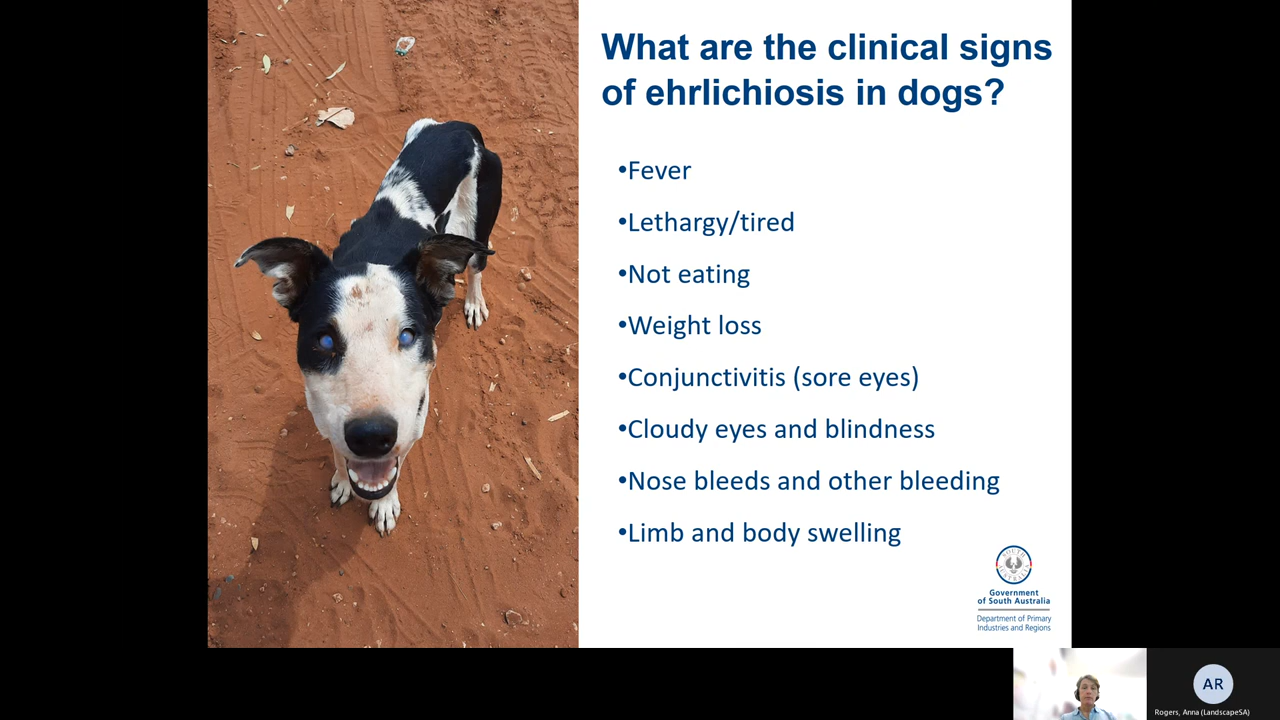 What are the clinical signs
of ehrlichiosis in dogs?
•Fever
•Lethargy/tired
•Not eating
•Weight loss
•Conjunctivitis (sore eyes)
•Cloudy eyes and blindness
•Nose bleeds and other bleeding
•Limb and body swelling
SOUTH
AUSTRALIA
Government
of South Australia
Department of Primary
Industries and Regions
AR
Rogers, Anna (LandscapeSA)